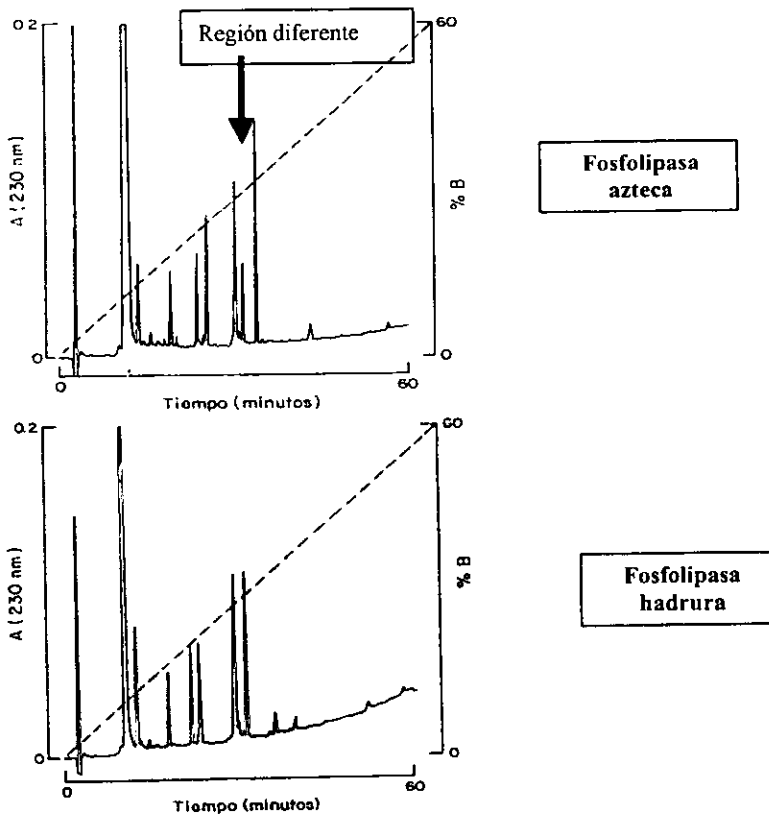 0.2
Región diferente
60
A (230 nm)
% B
Fosfolipasa
azteca
0
0
0
60
Tiempo (minutos)
0.2
60
A (230 nm)
% B
Fosfolipasa
hadrura
0
0
0
60
Tiempo (minutos)